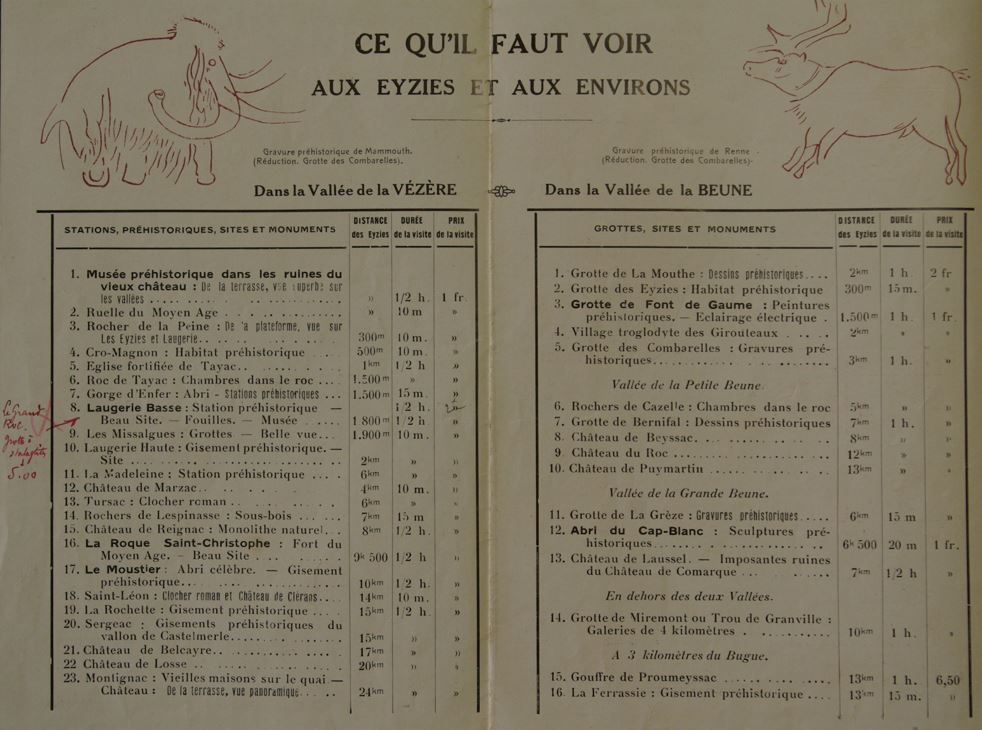 CE QU'IL FAUT VOIR
AUX EYZIES ET AUX ENVIRONS
Gravure préhistorique de Mammouth.
(Réduction. Grotte des Combarelles).
Gravure préhistorique de Renne.
(Réduction. Grotte des Combarelles).
Dans la Vallée de la VÉZÈRE
STATIONS, PRÉHISTORIQUES, SITES ET MONUMENTS DISTANCE des Eyzies DURÉE de la visite PRIX de la visite
1. Musée préhistorique dans les ruines du
vieux château : De la terrasse, vue superbe sur
les vallées » 1/2 h. 1 fr.
2. Ruelle du Moyen Age » 10 m »
3. Rocher de la Peine : De la plateforme, vue sur
Les Eyzies et Laugerie 300m 10 m. »
4. Cro-Magnon : Habitat préhistorique 500m 10 m. »
5. Eglise fortifiée de Tayac 1km 1/2 h »
6. Roc de Tayac : Chambres dans le roc 1.500m » »
7. Gorge d'Enfer : Abri - Stations préhistoriques 1.500m 15 m. »
8. Laugerie Basse : Station préhistorique — 1/2 h.
Beau Site. — Fouilles. — Musée 1 800m 1/2 h. »
9. Les Missalgues : Grottes — Belle vue 1.900m 10 m. »
10. Laugerie Haute : Gisement préhistorique. —
Site 2km » »
11. La Madeleine : Station préhistorique 6km » »
12. Château de Marzac 4km 10 m. »
13. Tursac : Clocher roman 6km » »
14. Rochers de Lespinasse : Sous-bois 7km 15 m »
15. Château de Reignac : Monolithe naturel 8km 1/2 h. »
16. La Roque Saint-Christophe : Fort du
Moyen Age. - Beau Site 9k 500 1/2 h »
17. Le Moustier : Abri célèbre. — Gisement
préhistorique 10km 1/2 h. »
18. Saint-Léon : Clocher roman et Château de Clérans 14km 10 m. »
19. La Rochette : Gisement préhistorique 15km 1/2 h. »
20. Sergeac : Gisements préhistoriques du
vallon de Castelmerle 15km » »
21. Château de Belcayre 17km » »
22 Château de Losse 20km » »
23. Montignac : Vieilles maisons sur le quai —
Château : De la terrasse, vue panoramique 24km » »
le Grand
Roc
grotte à
5.00
Dans la Vallée de la BEUNE
GROTTES, SITES ET MONUMENTS DISTANCE des Eyzies DURÉE de la visite PRIX de la visite
1. Grotte de La Mouthe : Dessins préhistoriques 2km 1 h. 2 fr
2. Grotte des Eyzies : Habitat préhistorique 300m 15 m. »
3. Grotte de Font de Gaume : Peintures
préhistoriques. — Eclairage électrique 1.500m 1 h. 1 fr.
4. Village troglodyte des Girouteaux 2km » »
5. Grotte des Combarelles : Gravures pré-
historiques 3km 1 h. »
Vallée de la Petite Beune.
6. Rochers de Cazelle : Chambres dans le roc 5km » »
7. Grotte de Bernifal : Dessins préhistoriques 7km 1 h. »
8. Château de Beyssac 8km » »
9. Château du Roc 12km » »
10. Château de Puymartin 13km » »
Vallée de la Grande Beune.
11. Grotte de La Grèze : Gravures préhistoriques 6km 15 m »
12. Abri du Cap-Blanc : Sculptures pré-
historiques 6k 500 20 m 1 fr.
13. Château de Laussel. — Imposantes ruines
du Château de Comarque 7km 1/2 h »
En dehors des deux Vallées.
14. Grotte de Miremont ou Trou de Granville :
Galeries de 4 kilomètres 10km 1 h. »
A 3 kilomètres du Bugue.
15. Gouffre de Proumeyssac 13km 1 h. 6,50
16. La Ferrassie : Gisement préhistorique 13km 15 m. »